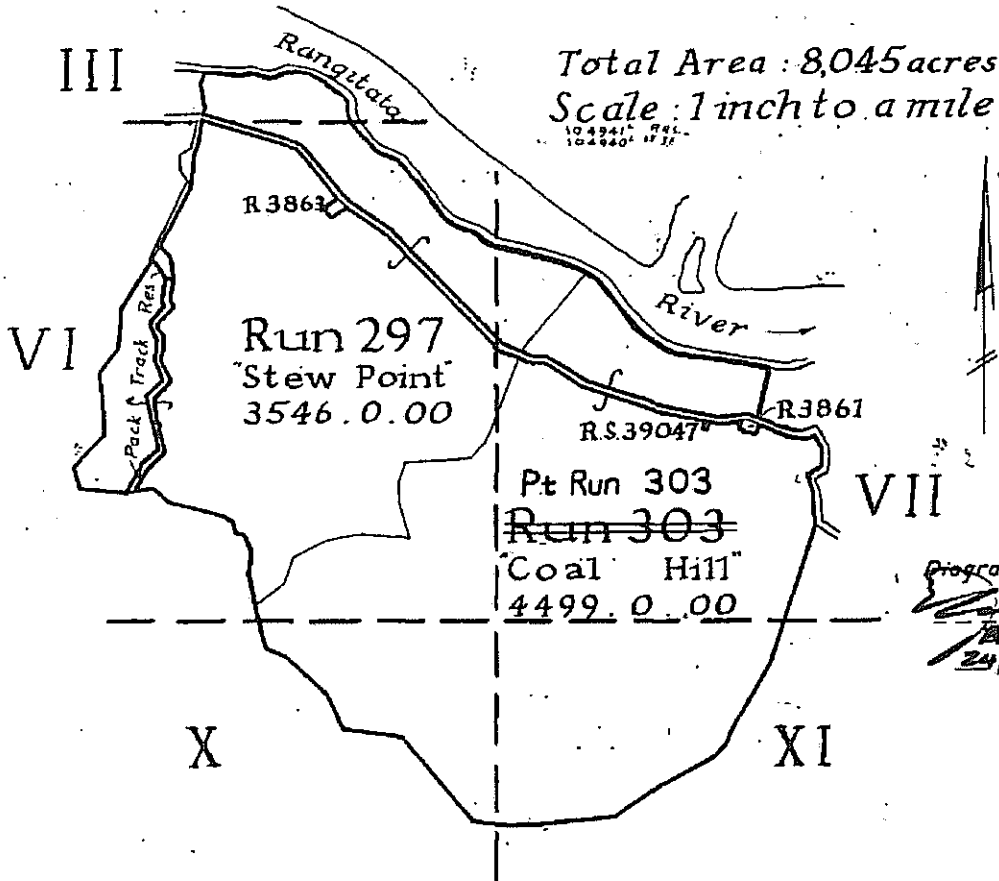 III
Rangitata
Total Area : 8,045 acres
Scale : 1 inch to a mile
R 3863
VI
Pack Track Res.
Run 297
"Stew Point"
3546.0.00
River
R3861
R.S.39047
Pt Run 303
Run 303
"Coal Hill"
4499.0.00
VII
X
XI